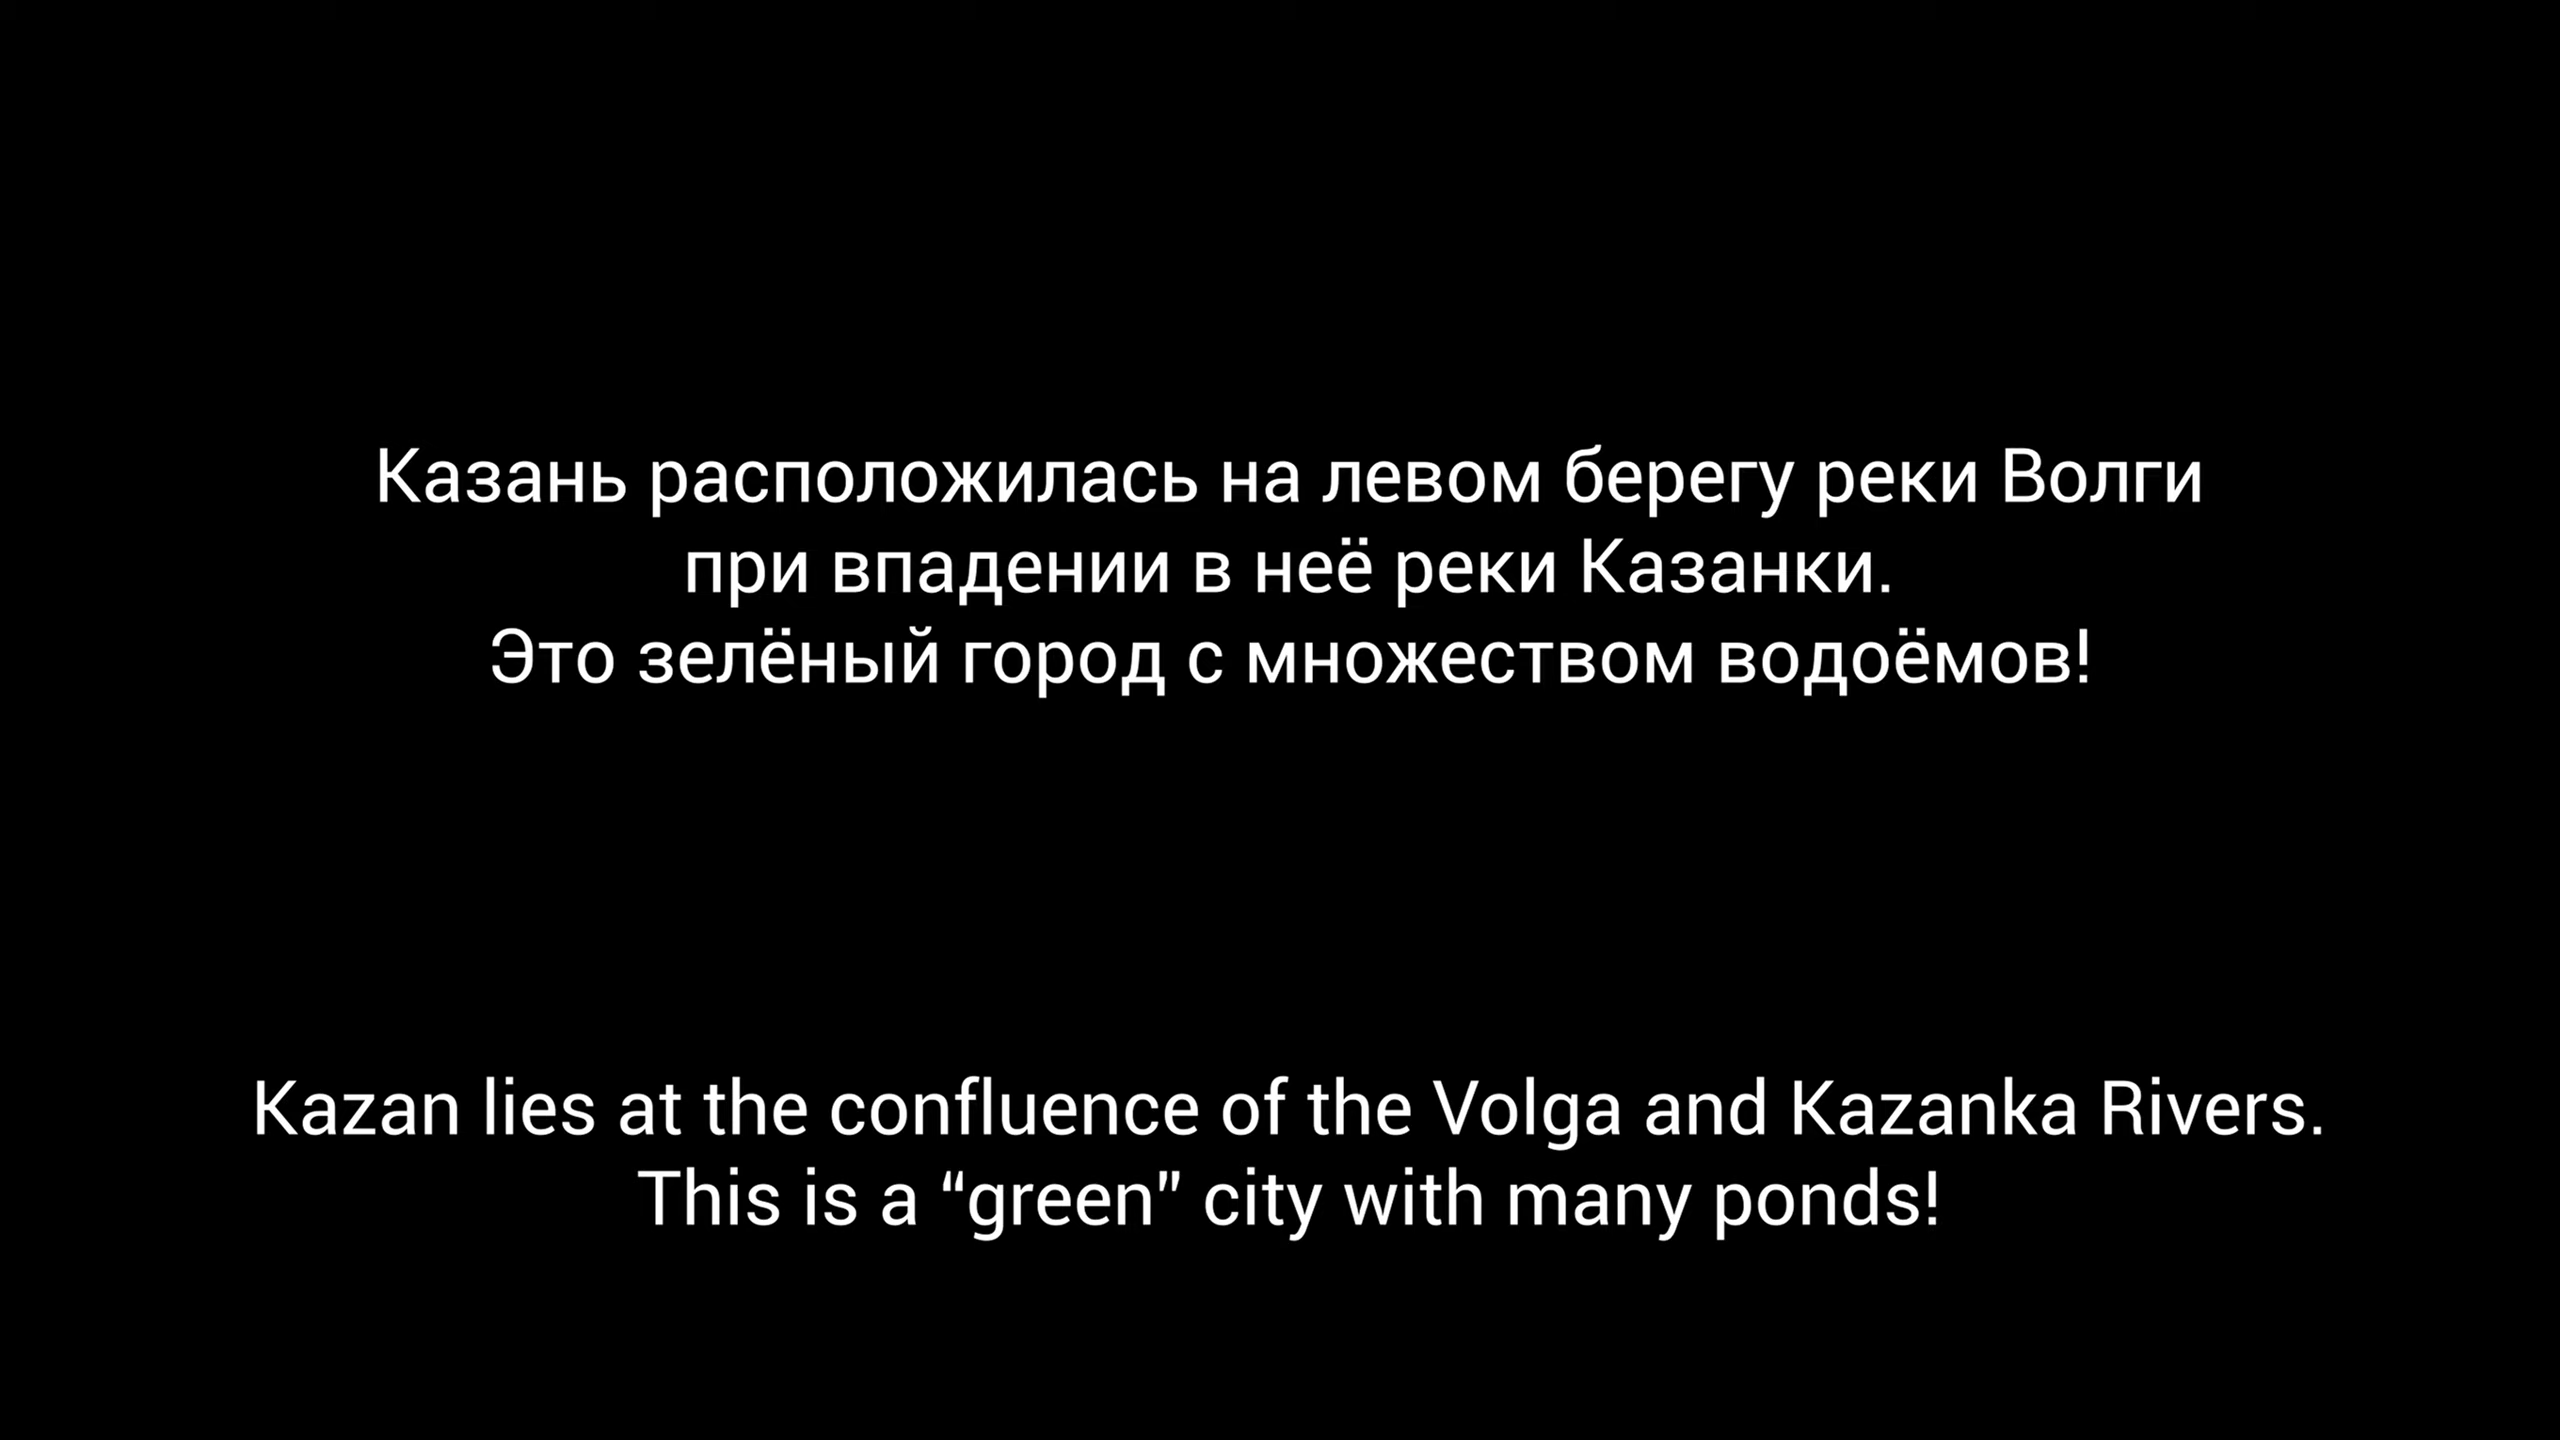 Казань расположилась на левом берегу реки Волги
при впадении в неё реки Казанки.
Это зелёный город с множеством водоёмов!
Kazan lies at the confluence of the Volga and Kazanka Rivers.
This is a “green” city with many ponds!